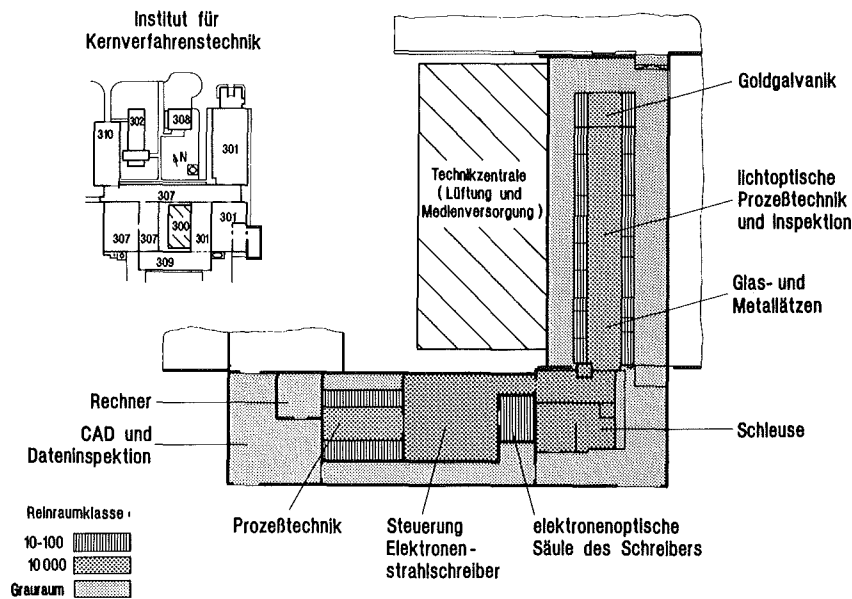 Institut für
Kernverfahrenstechnik
310
302
308
301
N
307
307
307
300
301
301
309
Technikzentrale
( Lüftung und
Medienversorgung )
Goldgalvanik
lichtoptische
Prozeßtechnik
und Inspektion
Glas- und
Metallätzen
Schleuse
Rechner
CAD und
Dateninspektion
Prozeßtechnik
Steuerung
Elektronen-
strahlschreiber
elektronenoptische
Säule des Schreibers
Reinraumklasse :
10-100
10 000
Grauraum